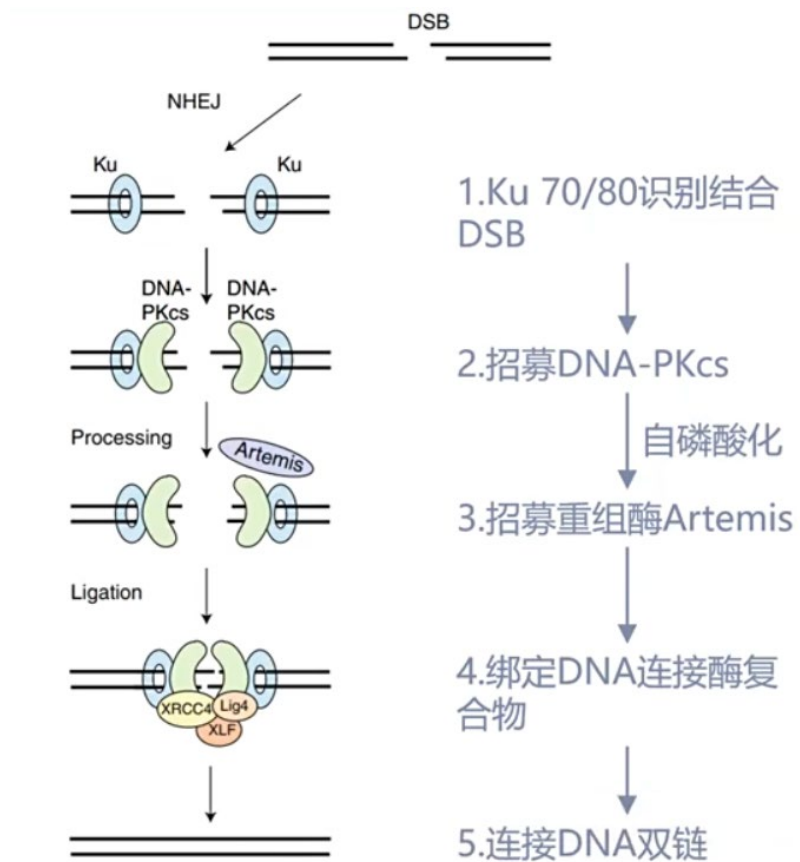 DSB
NHEJ
Ku
Ku
1.Ku 70/80识别结合
DSB
DNA-
PKcs
DNA-
PKcs
2.招募DNA-PKcs
自磷酸化
Processing
Artemis
3.招募重组酶Artemis
Ligation
4.绑定DNA连接酶复
合物
XRCC4
Lig4
XLF
5.连接DNA双链